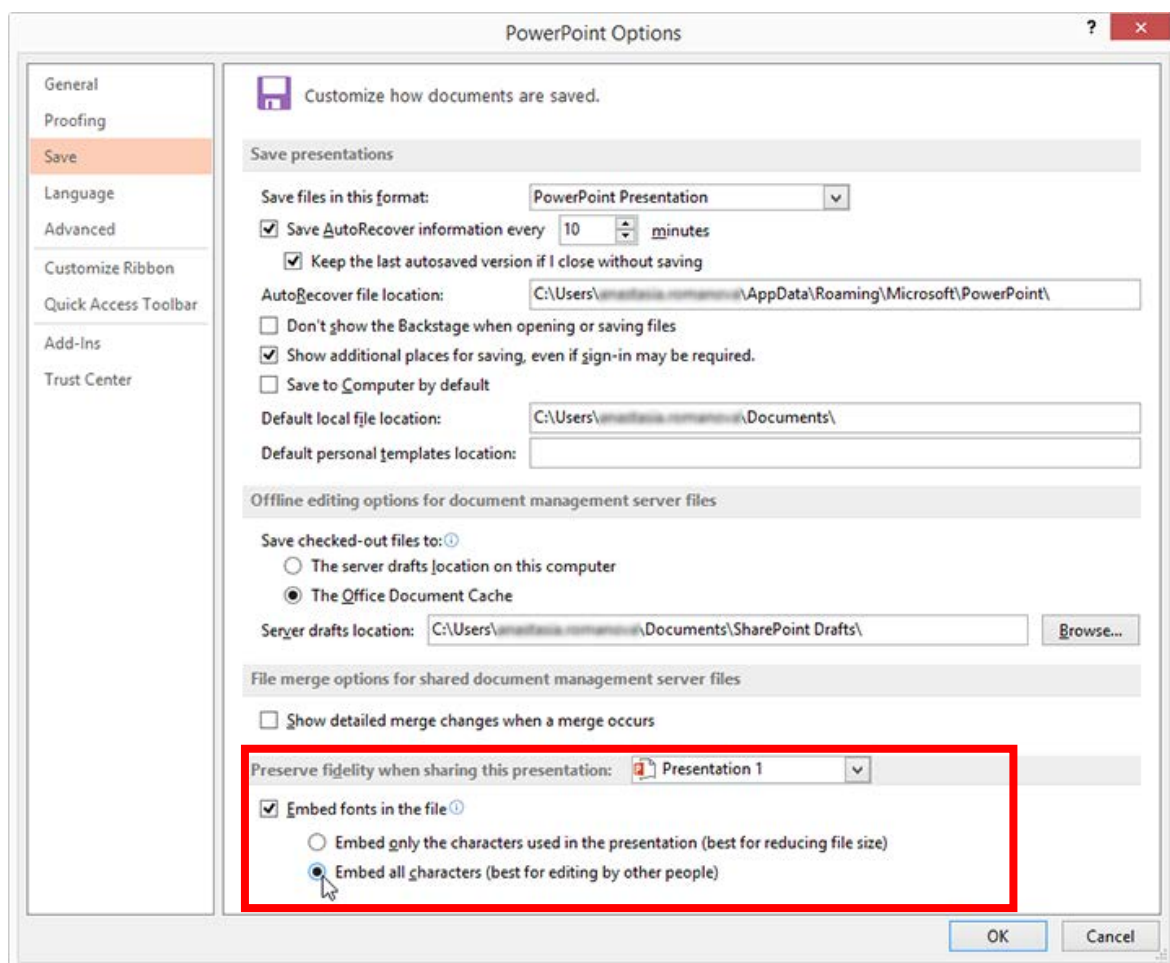 PowerPoint Options
?
General
Proofing
Save
Language
Advanced
Customize Ribbon
Quick Access Toolbar
Add-Ins
Trust Center
Customize how documents are saved.
Save presentations
Save files in this format: PowerPoint Presentation
Save AutoRecover information every 10 minutes
Keep the last autosaved version if I close without saving
AutoRecover file location: C:\Users\ \AppData\Roaming\Microsoft\PowerPoint\
Don't show the Backstage when opening or saving files
Show additional places for saving, even if sign-in may be required.
Save to Computer by default
Default local file location: C:\Users\ \Documents\
Default personal templates location:
Offline editing options for document management server files
Save checked-out files to:
The server drafts location on this computer
The Office Document Cache
Server drafts location: C:\Users\ \Documents\SharePoint Drafts\ Browse...
File merge options for shared document management server files
Show detailed merge changes when a merge occurs
Preserve fidelity when sharing this presentation: Presentation 1
Embed fonts in the file
Embed only the characters used in the presentation (best for reducing file size)
Embed all characters (best for editing by other people)
OK Cancel